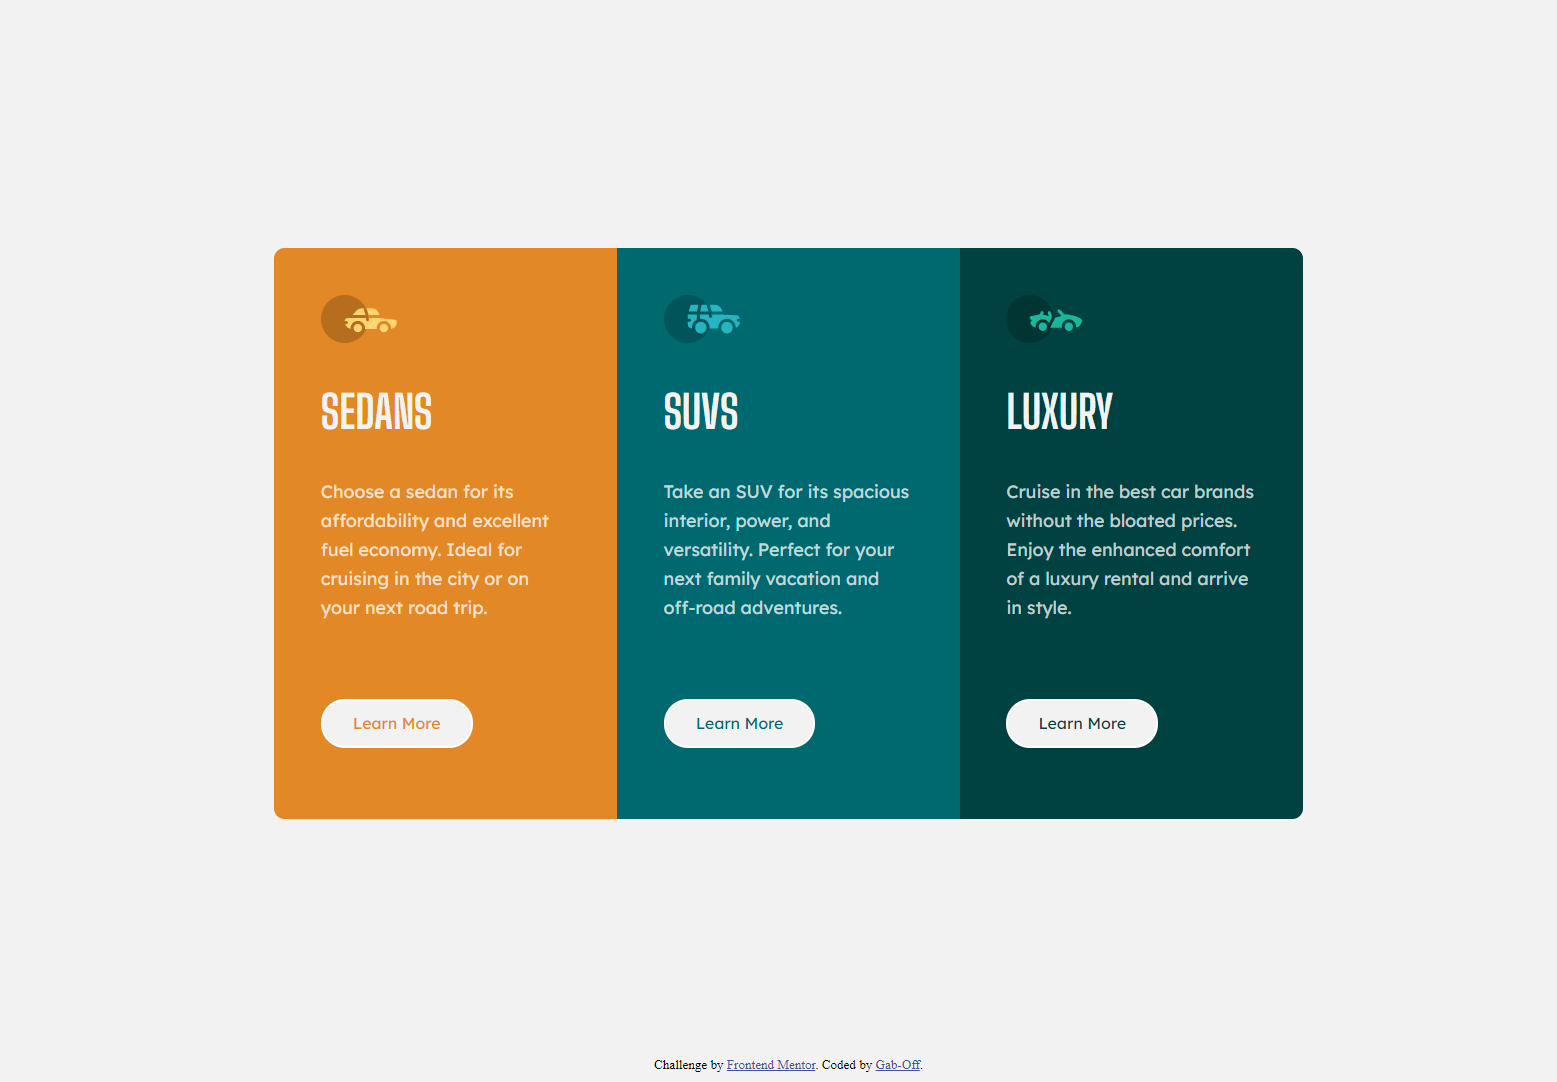 SEDANS
Choose a sedan for its
affordability and excellent
fuel economy. Ideal for
cruising in the city or on
your next road trip.
Learn More
SUVS
Take an SUV for its spacious
interior, power, and
versatility. Perfect for your
next family vacation and
off-road adventures.
Learn More
LUXURY
Cruise in the best car brands
without the bloated prices.
Enjoy the enhanced comfort
of a luxury rental and arrive
in style.
Learn More
Challenge by Frontend Mentor. Coded by Gab-Off.